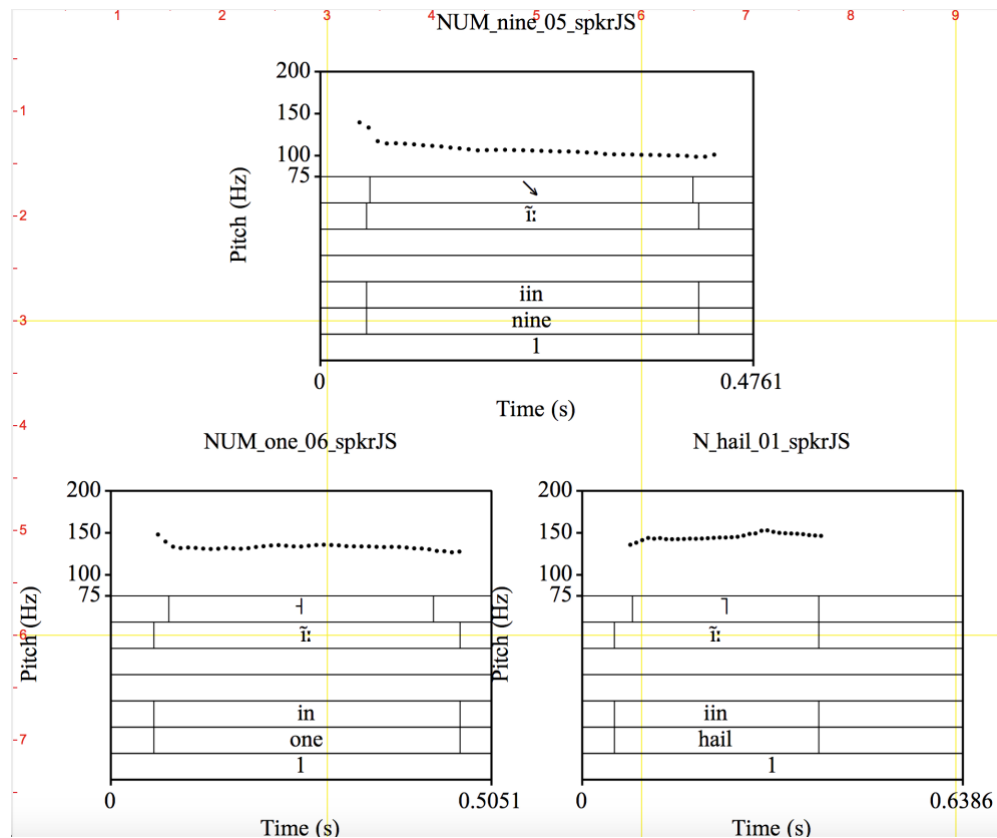 1 2 3 4 5 6 7 8 9
NUM_nine_05_spkrJS
200
-1
150
100
75
Pitch (Hz)
↘
-2
ĩː
iin
-3
nine
1
0 0.4761
Time (s)
-4
NUM_one_06_spkrJS N_hail_01_spkrJS
200 200
-5
150 150
100 100
75 75
Pitch (Hz) Pitch (Hz)
˧ ˥
-6
ĩː ĩː
in iin
-7
one hail
1 1
0 0.5051 0 0.6386
Time (s) Time (s)